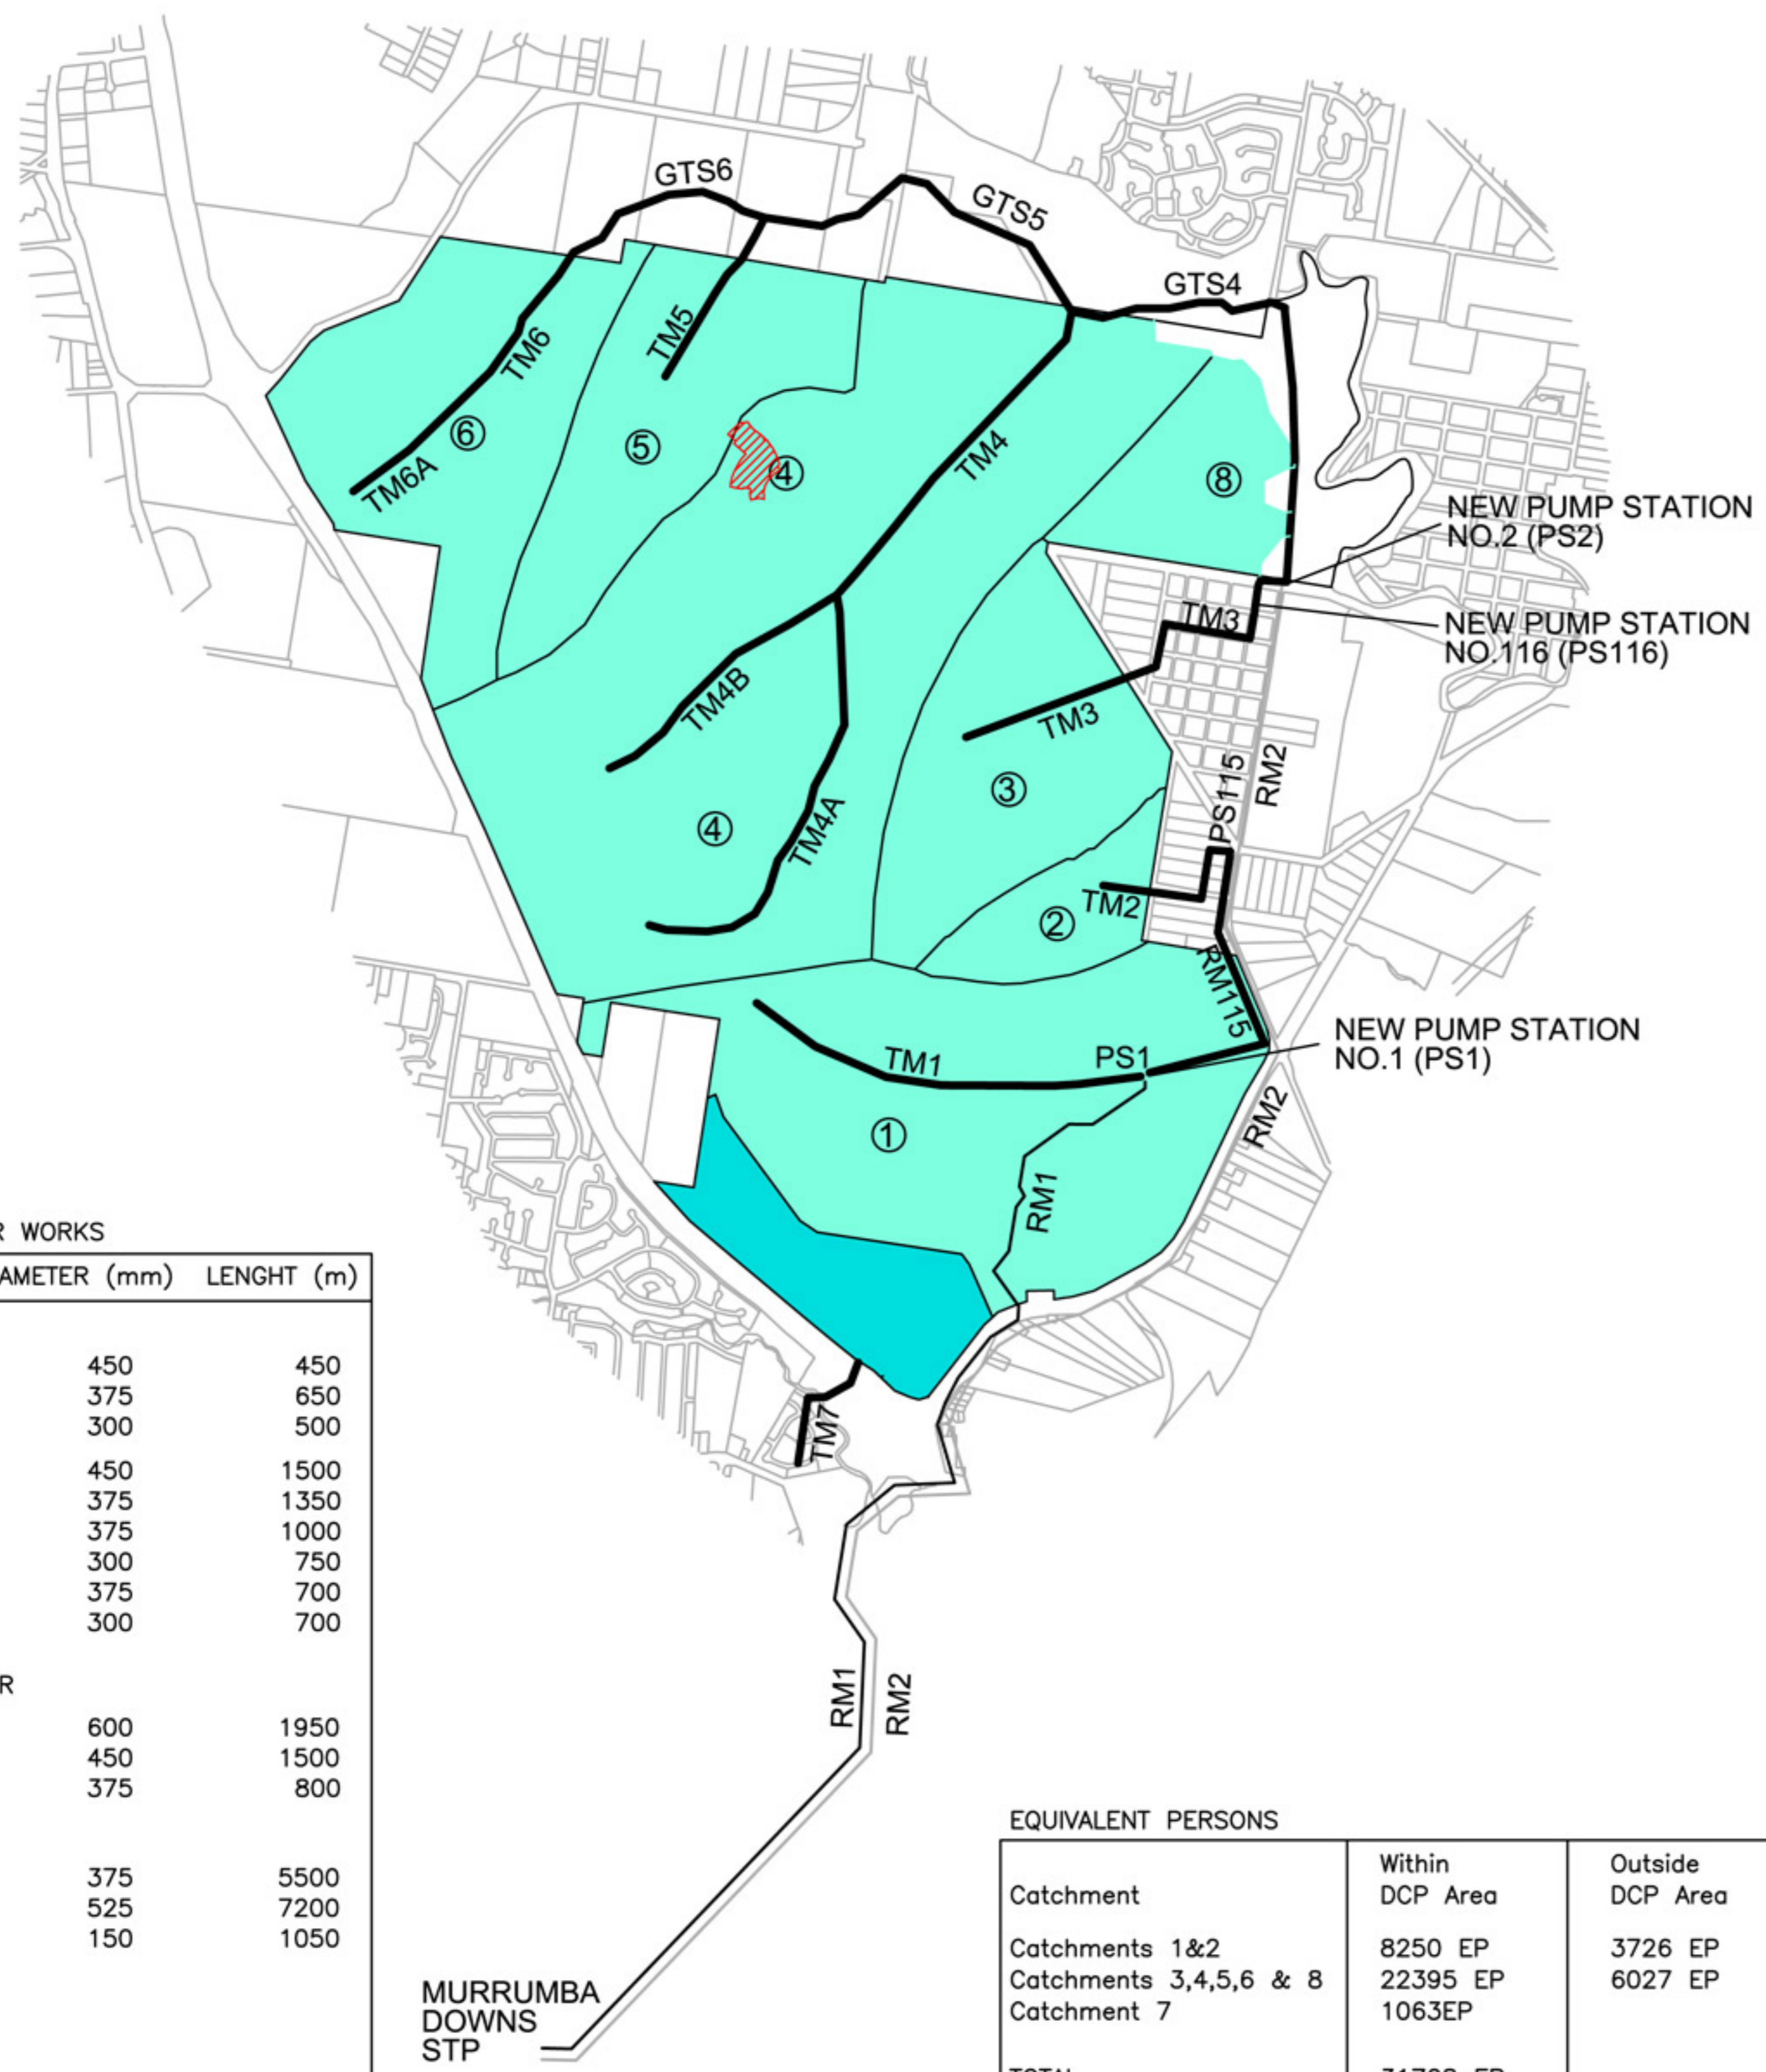 GTS6
GTS5
GTS4
TM5
TM6
TM6A
⑥
⑤
④
TM4
⑧
NEW PUMP STATION
NO.2 (PS2)
TM3
NEW PUMP STATION
NO.116 (PS116)
TM4B
TM3
RM2
PS115
③
④
TM4A
TM2
②
RM115
NEW PUMP STATION
NO.1 (PS1)
PS1
TM1
RM2
①
RM1
TM7
RM1
RM2
MURRUMBA
DOWNS
STP
R WORKS
AMETER (mm) LENGHT (m)
450 450
375 650
300 500
450 1500
375 1350
375 1000
300 750
375 700
300 700
R
600 1950
450 1500
375 800
375 5500
525 7200
150 1050
EQUIVALENT PERSONS
Within Outside
Catchment DCP Area DCP Area
Catchments 1&2 8250 EP 3726 EP
Catchments 3,4,5,6 & 8 22395 EP 6027 EP
Catchment 7 1063EP